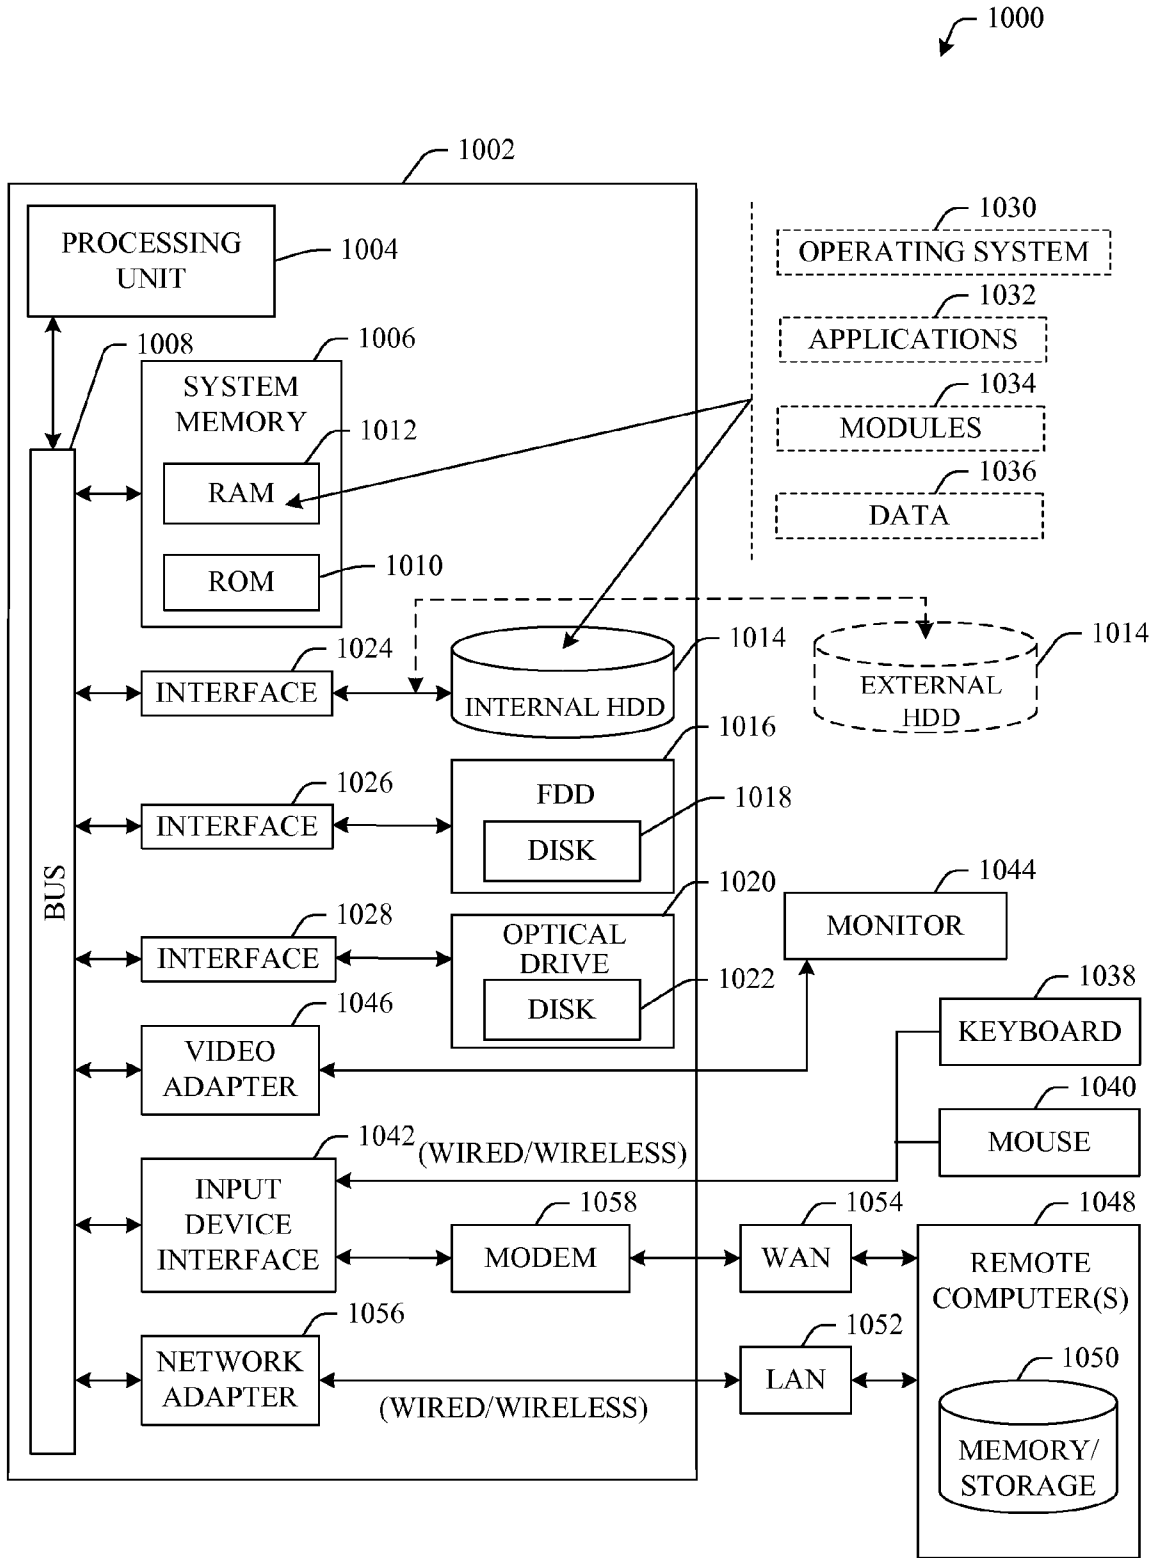 1000
1002
PROCESSING
UNIT
1004
1030
OPERATING SYSTEM
1032
APPLICATIONS
1034
MODULES
1036
DATA
1008
1006
SYSTEM
MEMORY
1012
RAM
1010
ROM
BUS
1024
INTERFACE
1014
INTERNAL HDD
1014
EXTERNAL
HDD
1026
INTERFACE
1016
FDD
1018
DISK
1028
INTERFACE
1020
OPTICAL
DRIVE
1022
DISK
1044
MONITOR
1046
VIDEO
ADAPTER
1038
KEYBOARD
1040
MOUSE
1042
(WIRED/WIRELESS)
INPUT
DEVICE
INTERFACE
1058
MODEM
1054
WAN
1048
REMOTE
COMPUTER(S)
1056
NETWORK
ADAPTER
(WIRED/WIRELESS)
1052
LAN
1050
MEMORY/
STORAGE